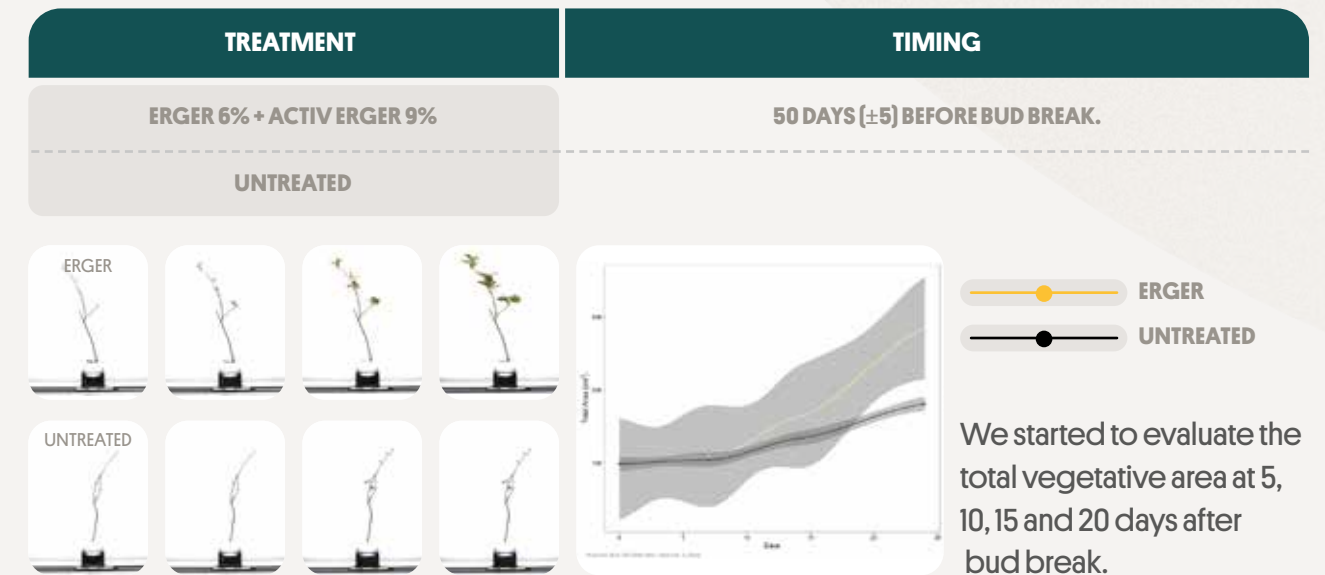 TREATMENT
TIMING
ERGER 6% + ACTIV ERGER 9%
50 DAYS (±5) BEFORE BUD BREAK.
UNTREATED
ERGER
UNTREATED
ERGER
UNTREATED
We started to evaluate the
total vegetative area at 5,
10, 15 and 20 days after
bud break.